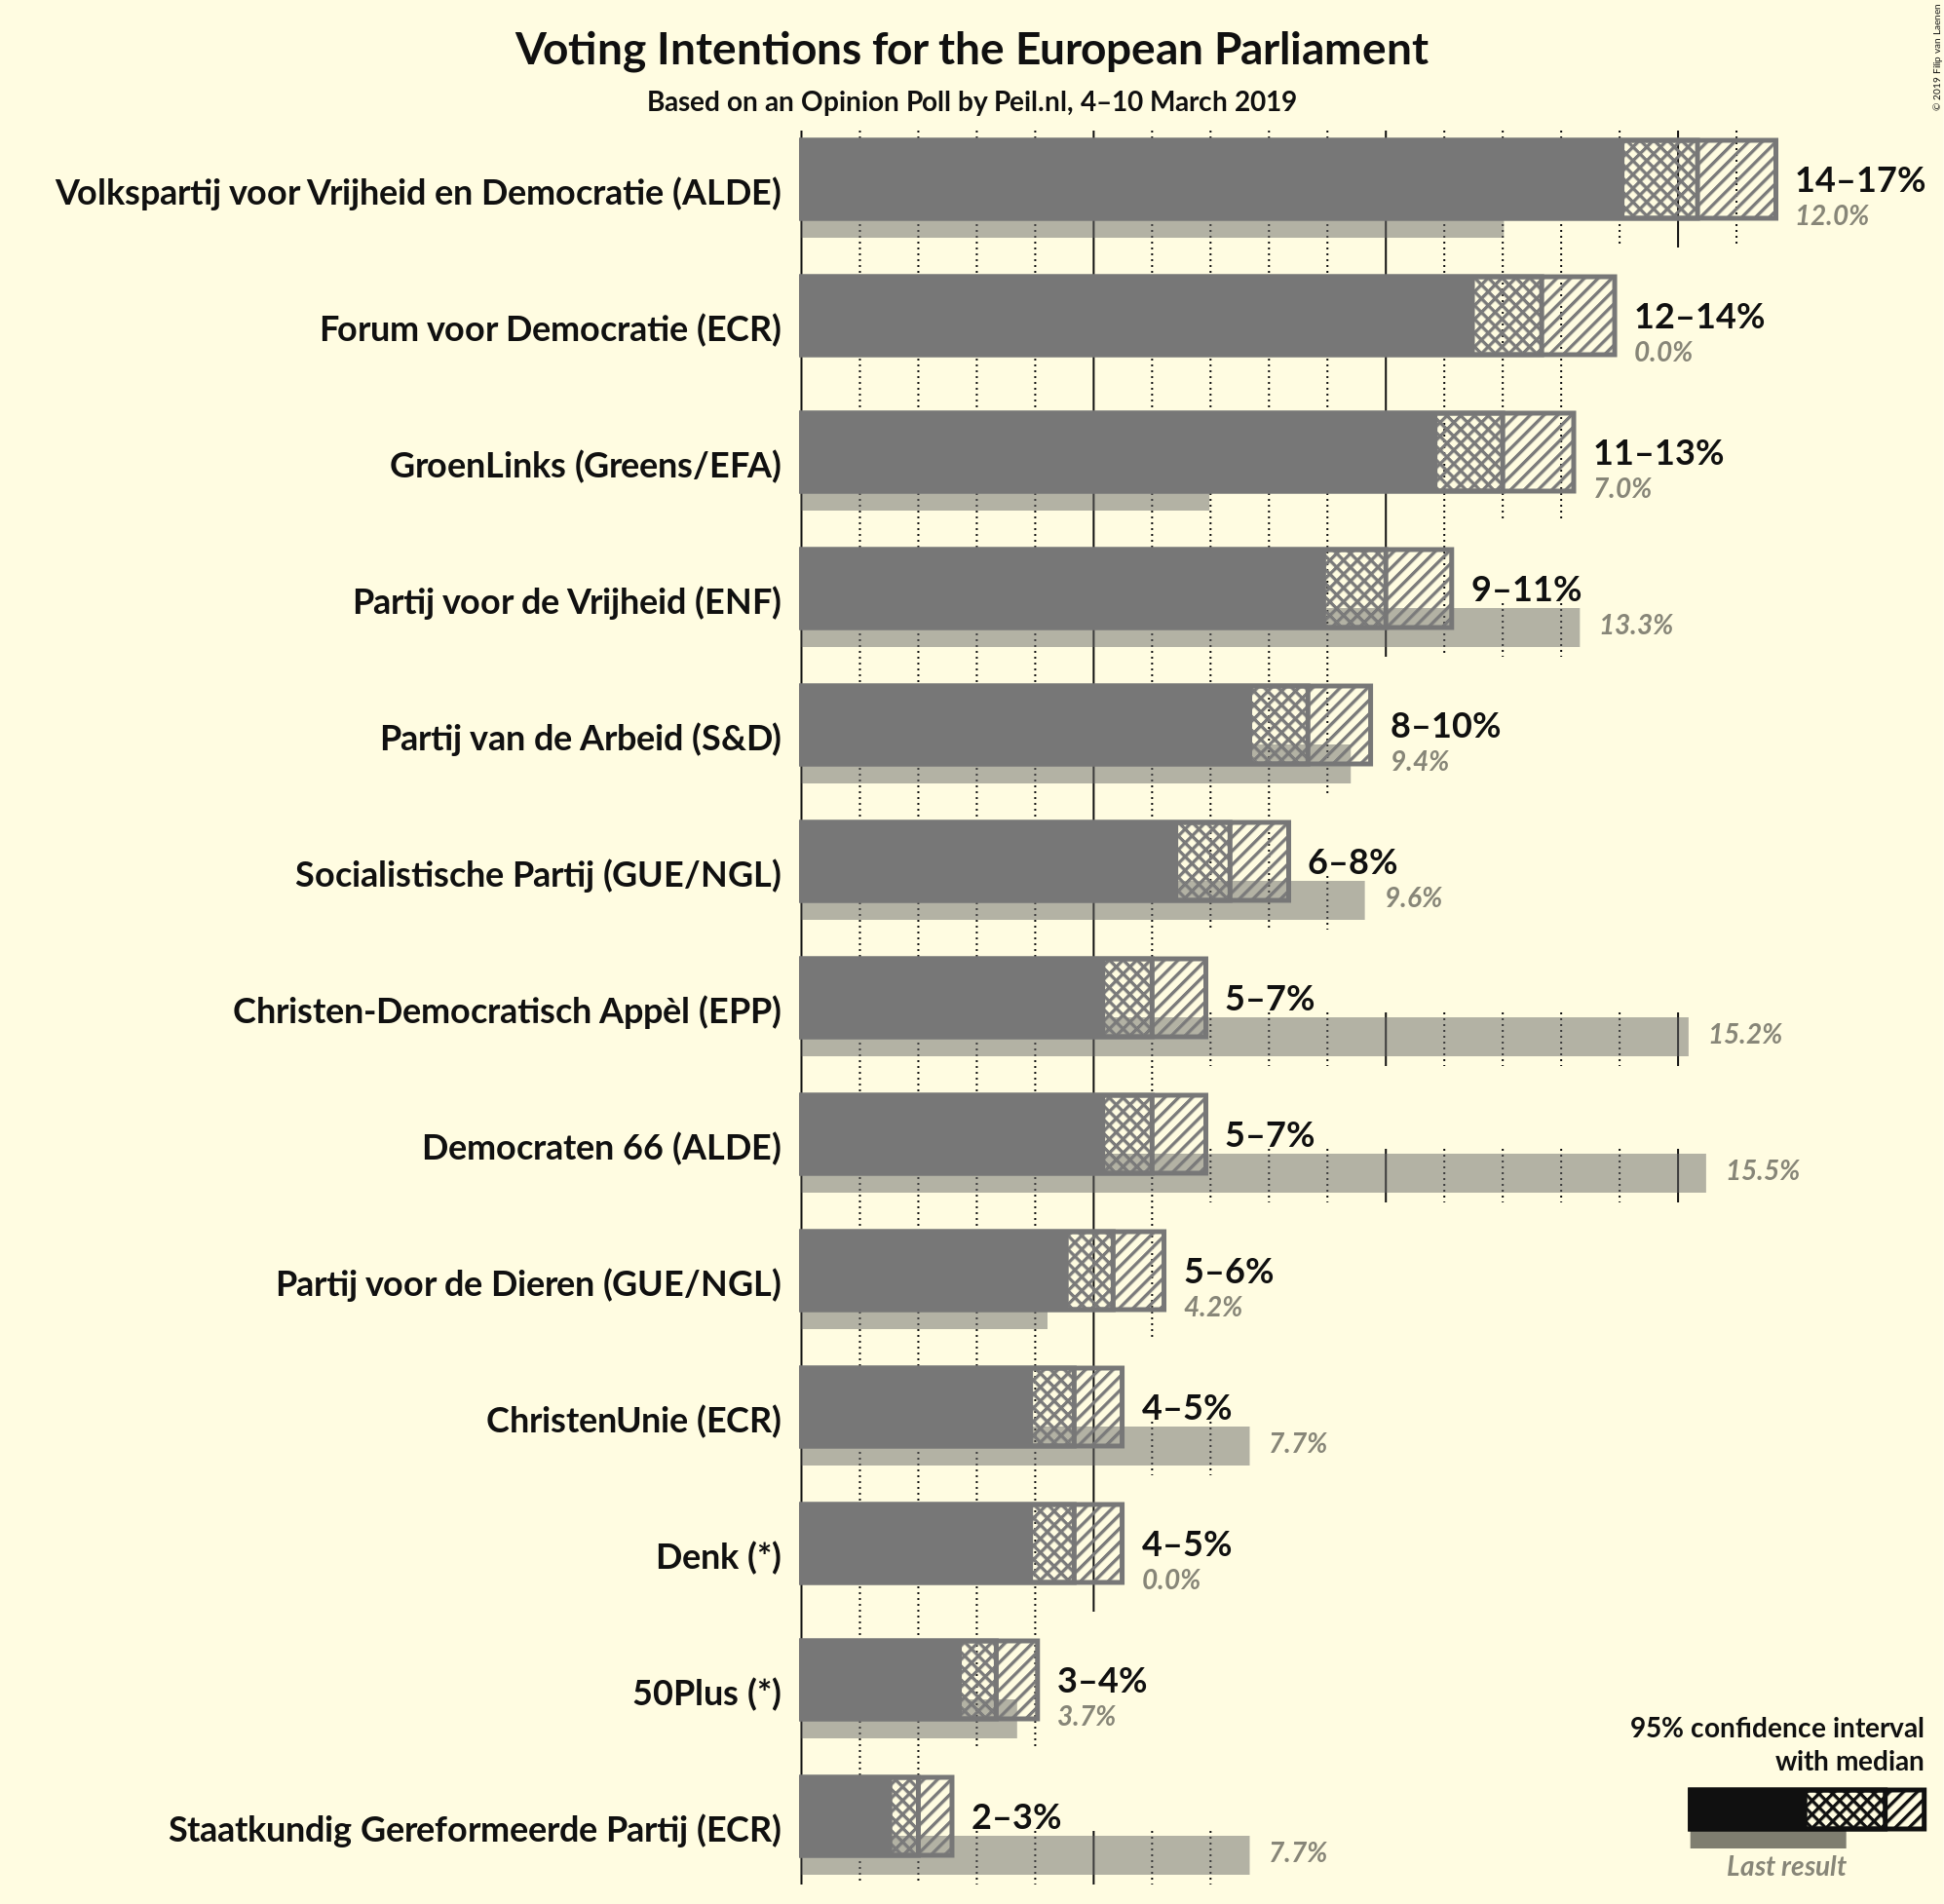 Voting Intentions for the European Parliament
Based on an Opinion Poll by Peil.nl, 4–10 March 2019
© 2019 Filip van Laenen
Volkspartij voor Vrijheid en Democratie (ALDE)
14–17%
12.0%
Forum voor Democratie (ECR)
12–14%
0.0%
GroenLinks (Greens/EFA)
11–13%
7.0%
Partij voor de Vrijheid (ENF)
9–11%
13.3%
Partij van de Arbeid (S&D)
8–10%
9.4%
Socialistische Partij (GUE/NGL)
6–8%
9.6%
Christen-Democratisch Appèl (EPP)
5–7%
15.2%
Democraten 66 (ALDE)
5–7%
15.5%
Partij voor de Dieren (GUE/NGL)
5–6%
4.2%
ChristenUnie (ECR)
4–5%
7.7%
Denk (*)
4–5%
0.0%
50Plus (*)
3–4%
3.7%
Staatkundig Gereformeerde Partij (ECR)
2–3%
7.7%
95% confidence interval
with median
Last result